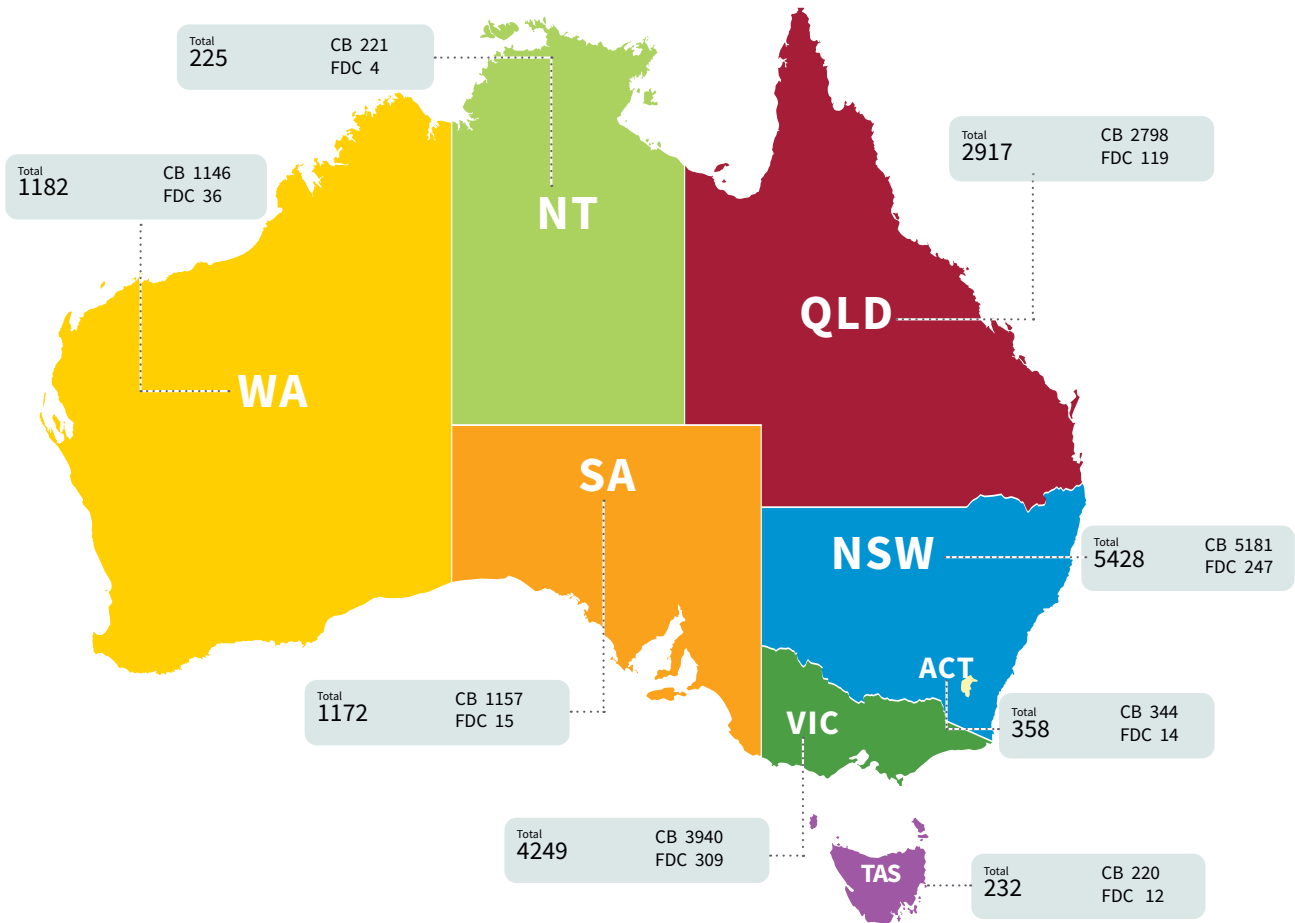 Total
225
CB 221
FDC 4
Total
2917
CB 2798
FDC 119
Total
1182
CB 1146
FDC 36
NT
QLD
WA
SA
NSW
Total
5428
CB 5181
FDC 247
ACT
Total
1172
CB 1157
FDC 15
VIC
Total
358
CB 344
FDC 14
Total
4249
CB 3940
FDC 309
TAS
Total
232
CB 220
FDC 12